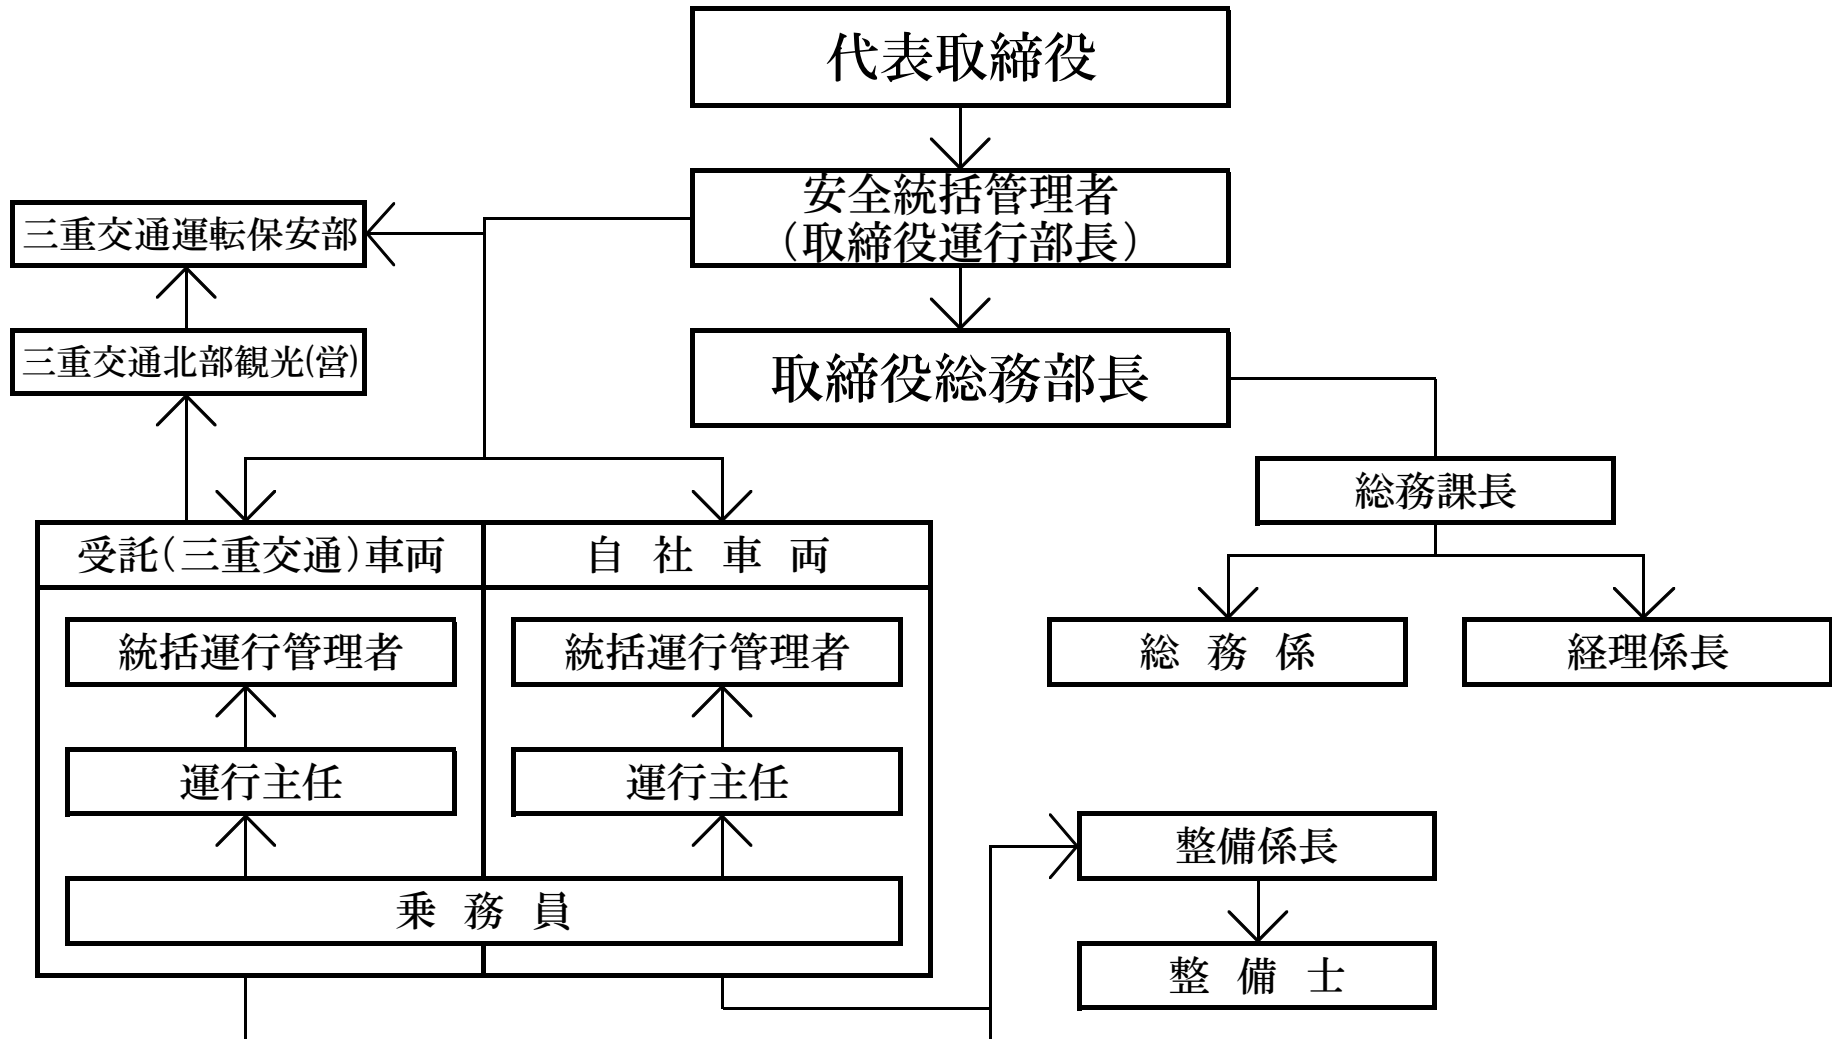 代表取締役
安全統括管理者
(取締役運行部長)
三重交通運転保安部
三重交通北部観光(営)
取締役総務部長
総務課長
受託(三重交通)車両
自社車両
統括運行管理者
統括運行管理者
総務係
経理係長
運行主任
運行主任
整備係長
乗務員
整備士